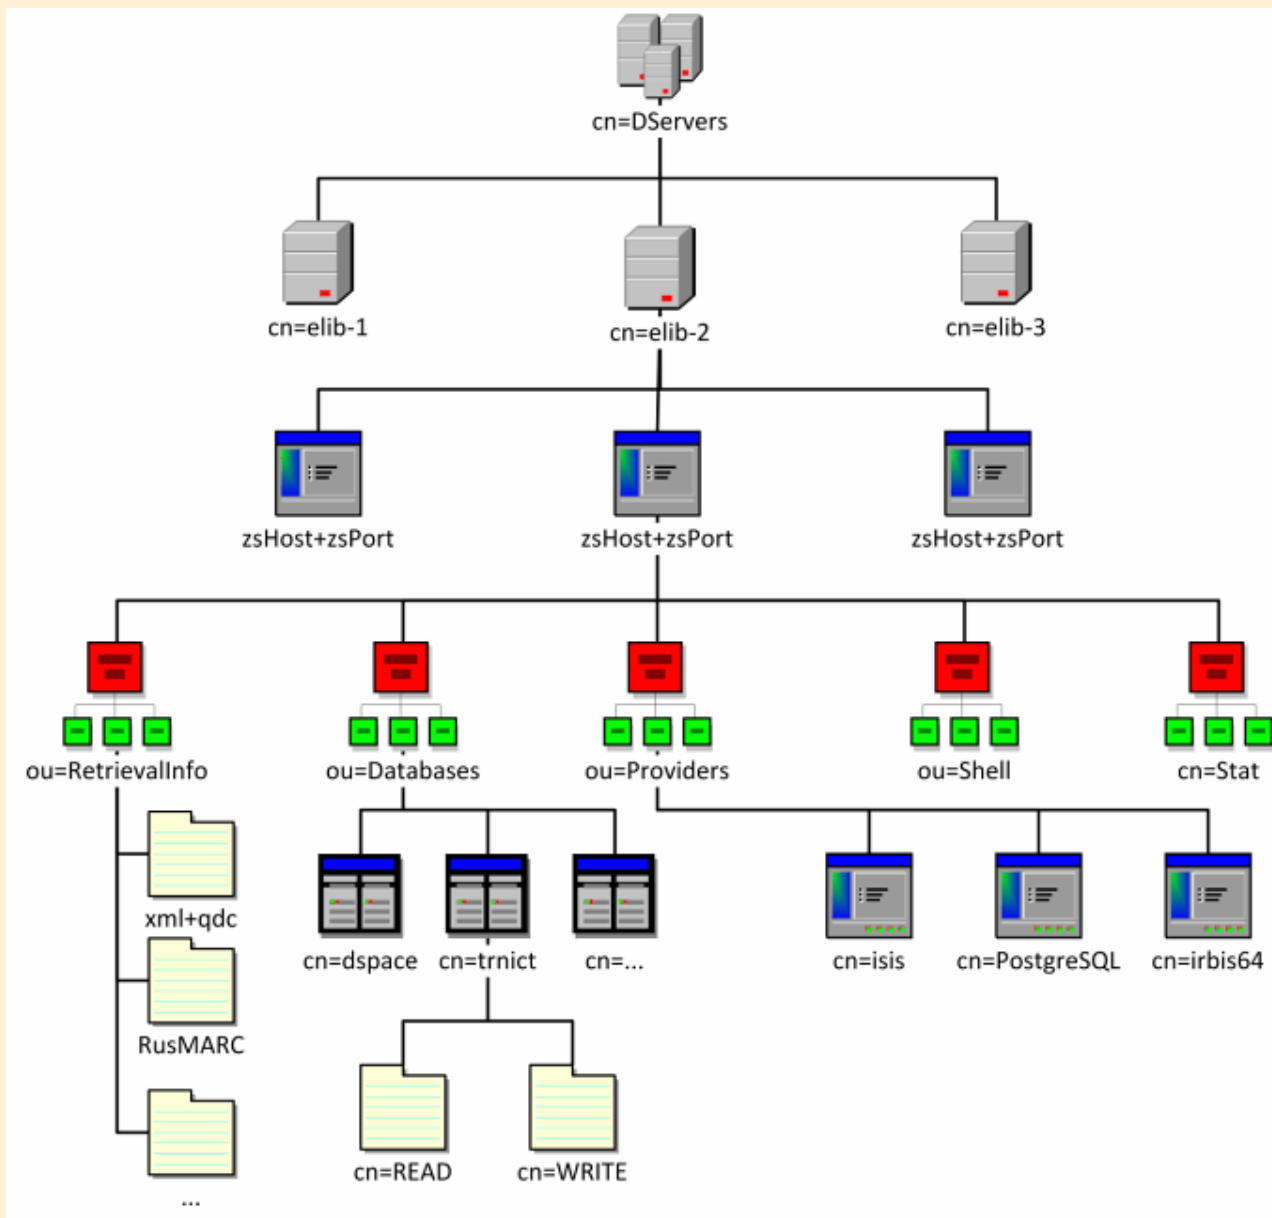 cn=DServers
cn=elib-1
cn=elib-2
cn=elib-3
zsHost+zsPort
zsHost+zsPort
zsHost+zsPort
ou=RetrievalInfo
ou=Databases
ou=Providers
ou=Shell
cn=Stat
xml+qdc
RusMARC
...
cn=dspace
cn=trnict
cn=...
cn=READ
cn=WRITE
cn=isis
cn=PostgreSQL
cn=irbis64